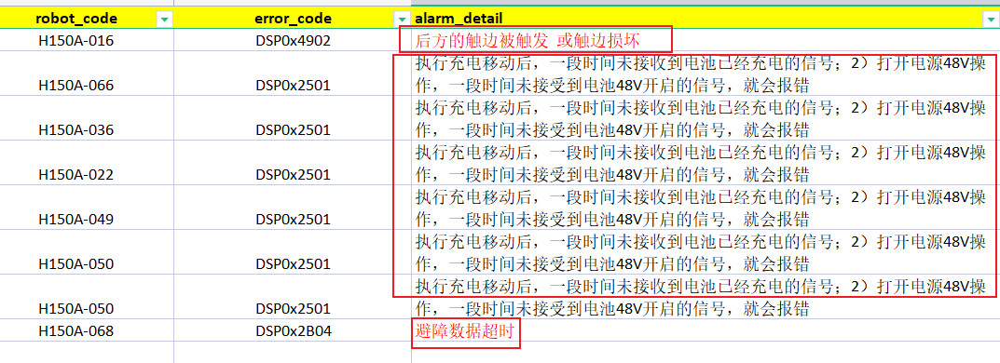 robot_code error_code alarm_detail
H150A-016 DSP0x4902 后方的触边被触发 或触边损坏
执行充电移动后，一段时间未接收到电池已经充电的信号；2）打开电源48V操
H150A-066 DSP0x2501 作，一段时间未接受到电池48V开启的信号，就会报错
执行充电移动后，一段时间未接收到电池已经充电的信号；2）打开电源48V操
H150A-036 DSP0x2501 作，一段时间未接受到电池48V开启的信号，就会报错
执行充电移动后，一段时间未接收到电池已经充电的信号；2）打开电源48V操
H150A-022 DSP0x2501 作，一段时间未接受到电池48V开启的信号，就会报错
执行充电移动后，一段时间未接收到电池已经充电的信号；2）打开电源48V操
H150A-049 DSP0x2501 作，一段时间未接受到电池48V开启的信号，就会报错
执行充电移动后，一段时间未接收到电池已经充电的信号；2）打开电源48V操
H150A-050 DSP0x2501 作，一段时间未接受到电池48V开启的信号，就会报错
执行充电移动后，一段时间未接收到电池已经充电的信号；2）打开电源48V操
H150A-050 DSP0x2501 作，一段时间未接受到电池48V开启的信号，就会报错
H150A-068 DSP0x2B04 避障数据超时